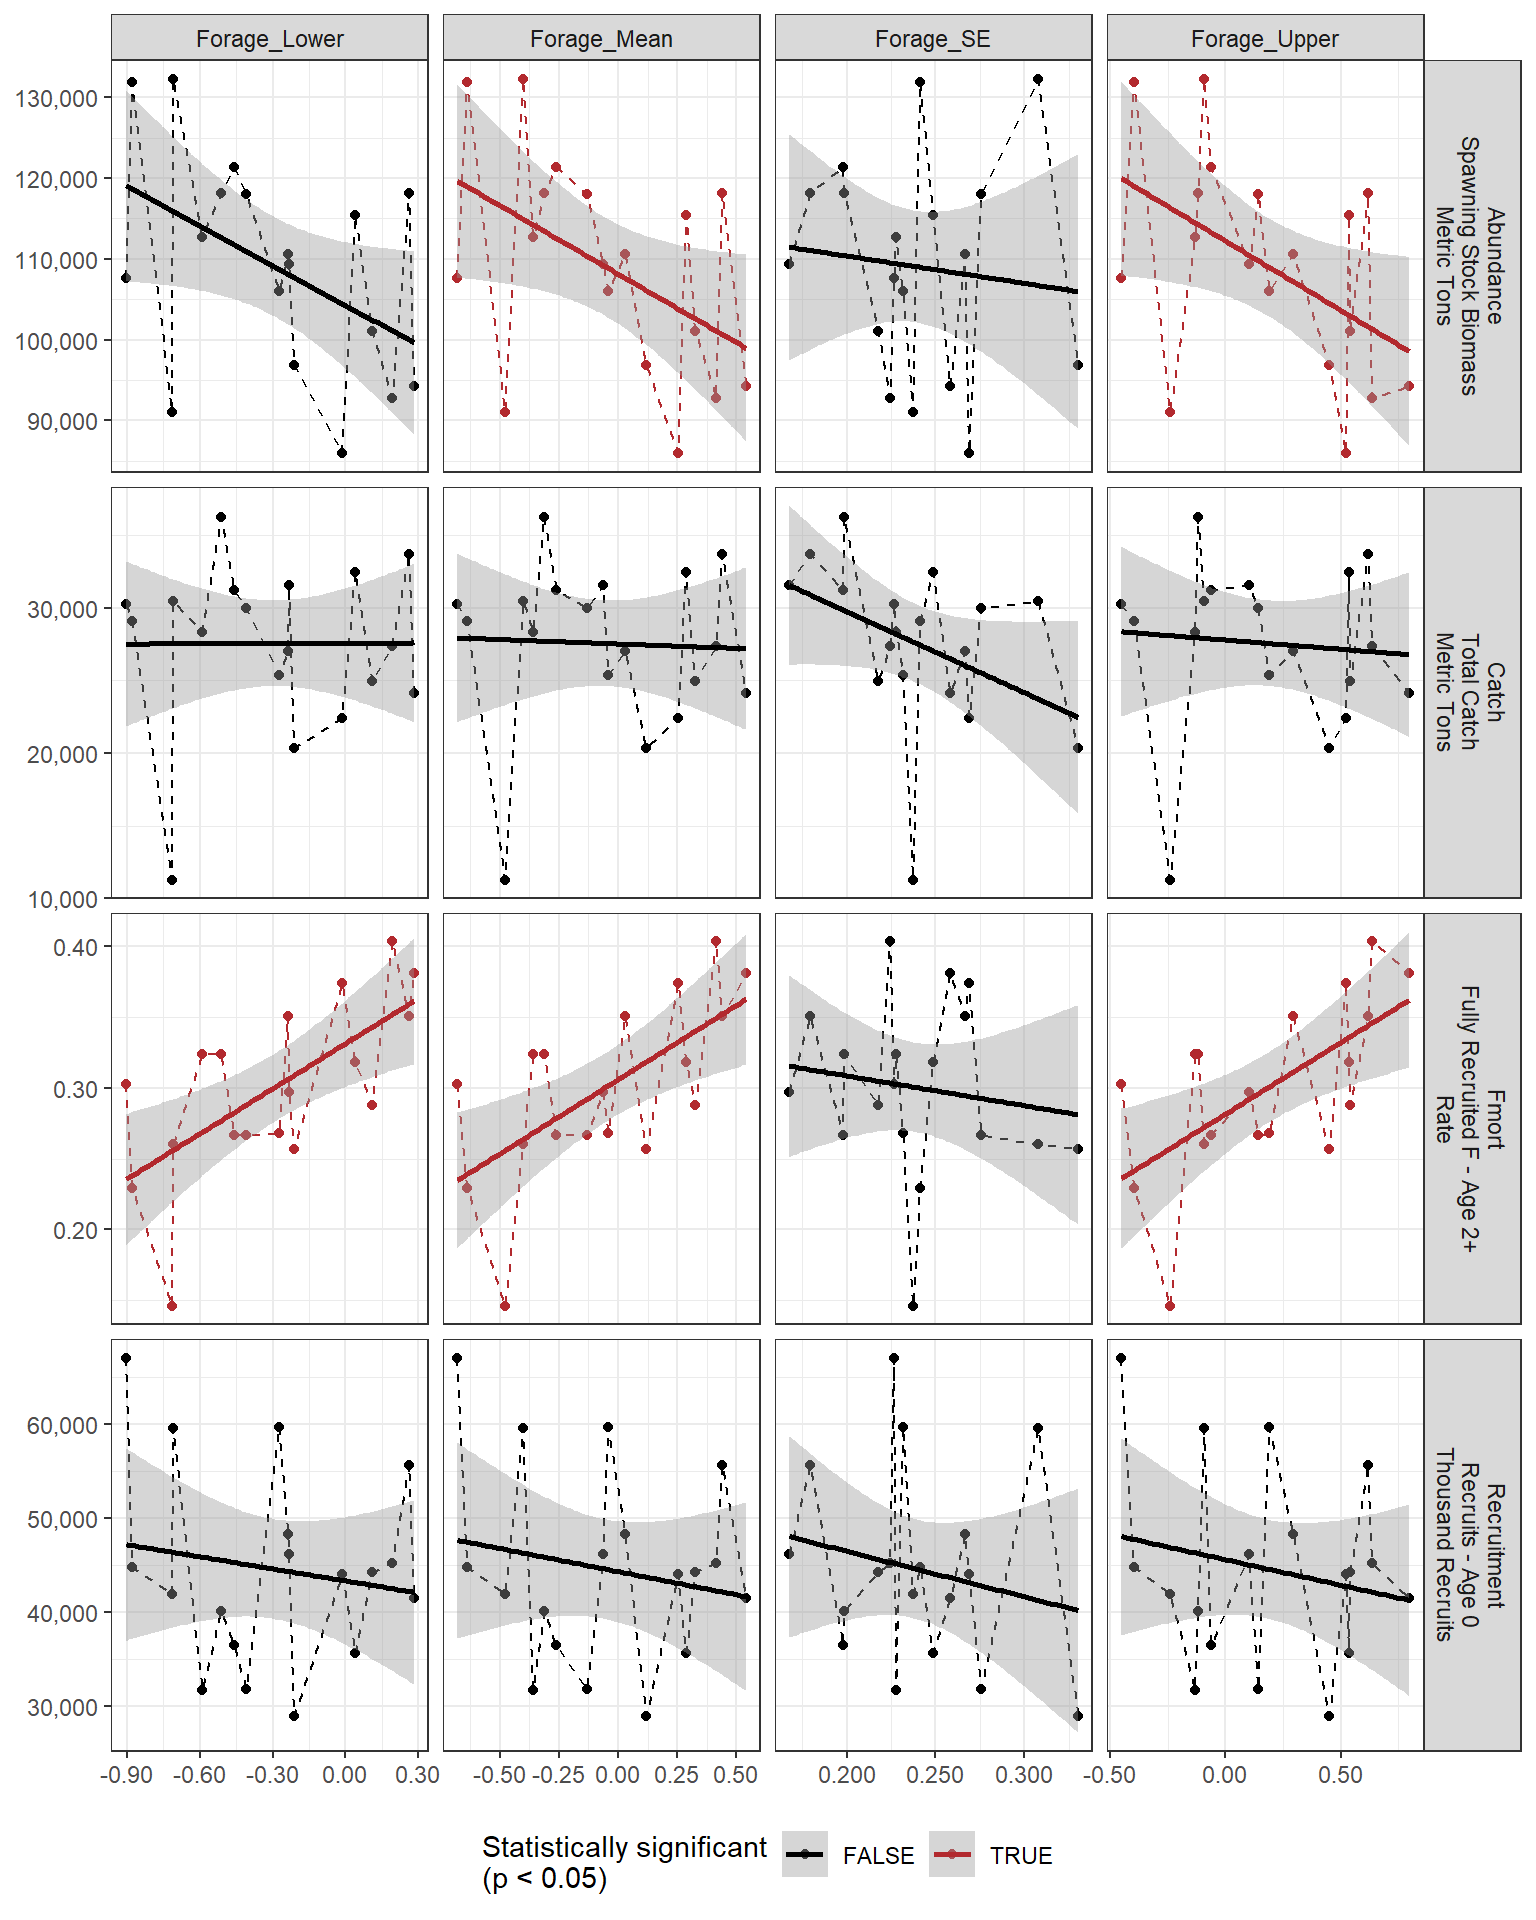 Forage_Lower
Forage_Mean
Forage_SE
Forage_Upper
130,000
120,000
110,000
100,000
90,000
Abundance
Spawning Stock Biomass
Metric Tons
30,000
20,000
10,000
Catch
Total Catch
Metric Tons
0.40
0.30
0.20
Fmort
Fully Recruited F - Age 2+
Rate
60,000
50,000
40,000
30,000
Recruitment
Recruits - Age 0
Thousand Recruits
-0.90 -0.60 -0.30 0.00 0.30
-0.50 -0.25 0.00 0.25 0.50
0.200 0.250 0.300
-0.50 0.00 0.50
Statistically significant
(p < 0.05)
FALSE
TRUE